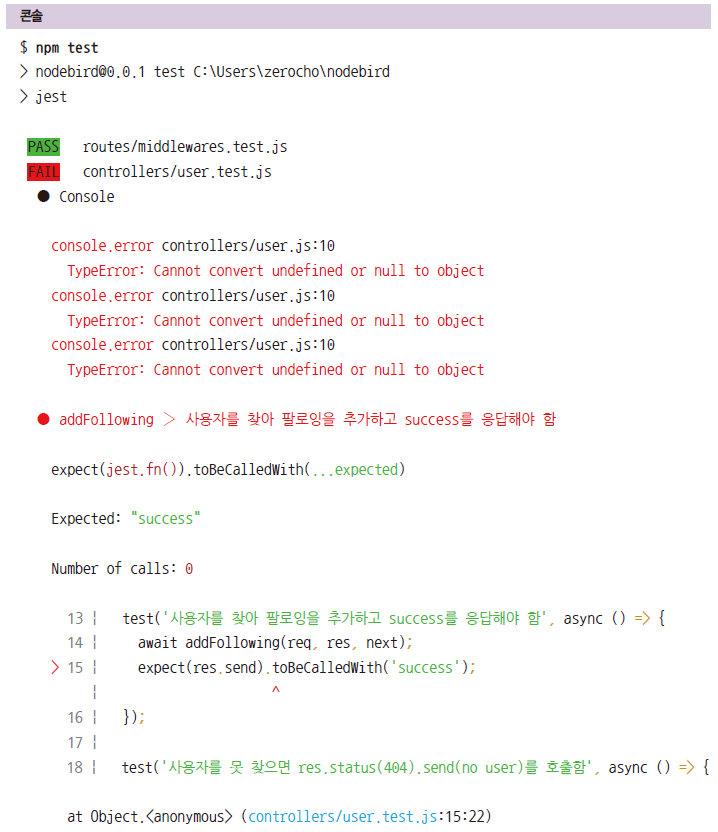 콘솔
$ npm test
> nodebird@0.0.1 test C:\Users\zerocho\nodebird
> jest
PASS routes/middlewares.test.js
FAIL controllers/user.test.js
● Console
console.error controllers/user.js:10
TypeError: Cannot convert undefined or null to object
console.error controllers/user.js:10
TypeError: Cannot convert undefined or null to object
console.error controllers/user.js:10
TypeError: Cannot convert undefined or null to object
● addFollowing > 사용자를 찾아 팔로잉을 추가하고 success를 응답해야 함
expect(jest.fn()).toBeCalledWith(...expected)
Expected: "success"
Number of calls: 0
13 | test('사용자를 찾아 팔로잉을 추가하고 success를 응답해야 함', async () => {
14 | await addFollowing(req, res, next);
> 15 | expect(res.send).toBeCalledWith('success');
| ^
16 | });
17 |
18 | test('사용자를 못 찾으면 res.status(404).send(no user)를 호출함', async () => {
at Object.<anonymous> (controllers/user.test.js:15:22)